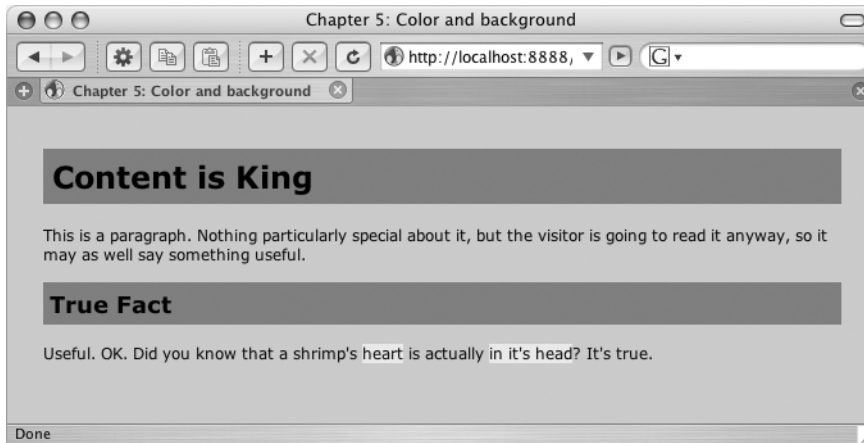 Chapter 5: Color and background
http://localhost:8888/
G
Chapter 5: Color and background
Content is King
This is a paragraph. Nothing particularly special about it, but the visitor is going to read it anyway, so it
may as well say something useful.
True Fact
Useful. OK. Did you know that a shrimp's heart is actually in it's head? It's true.
Done